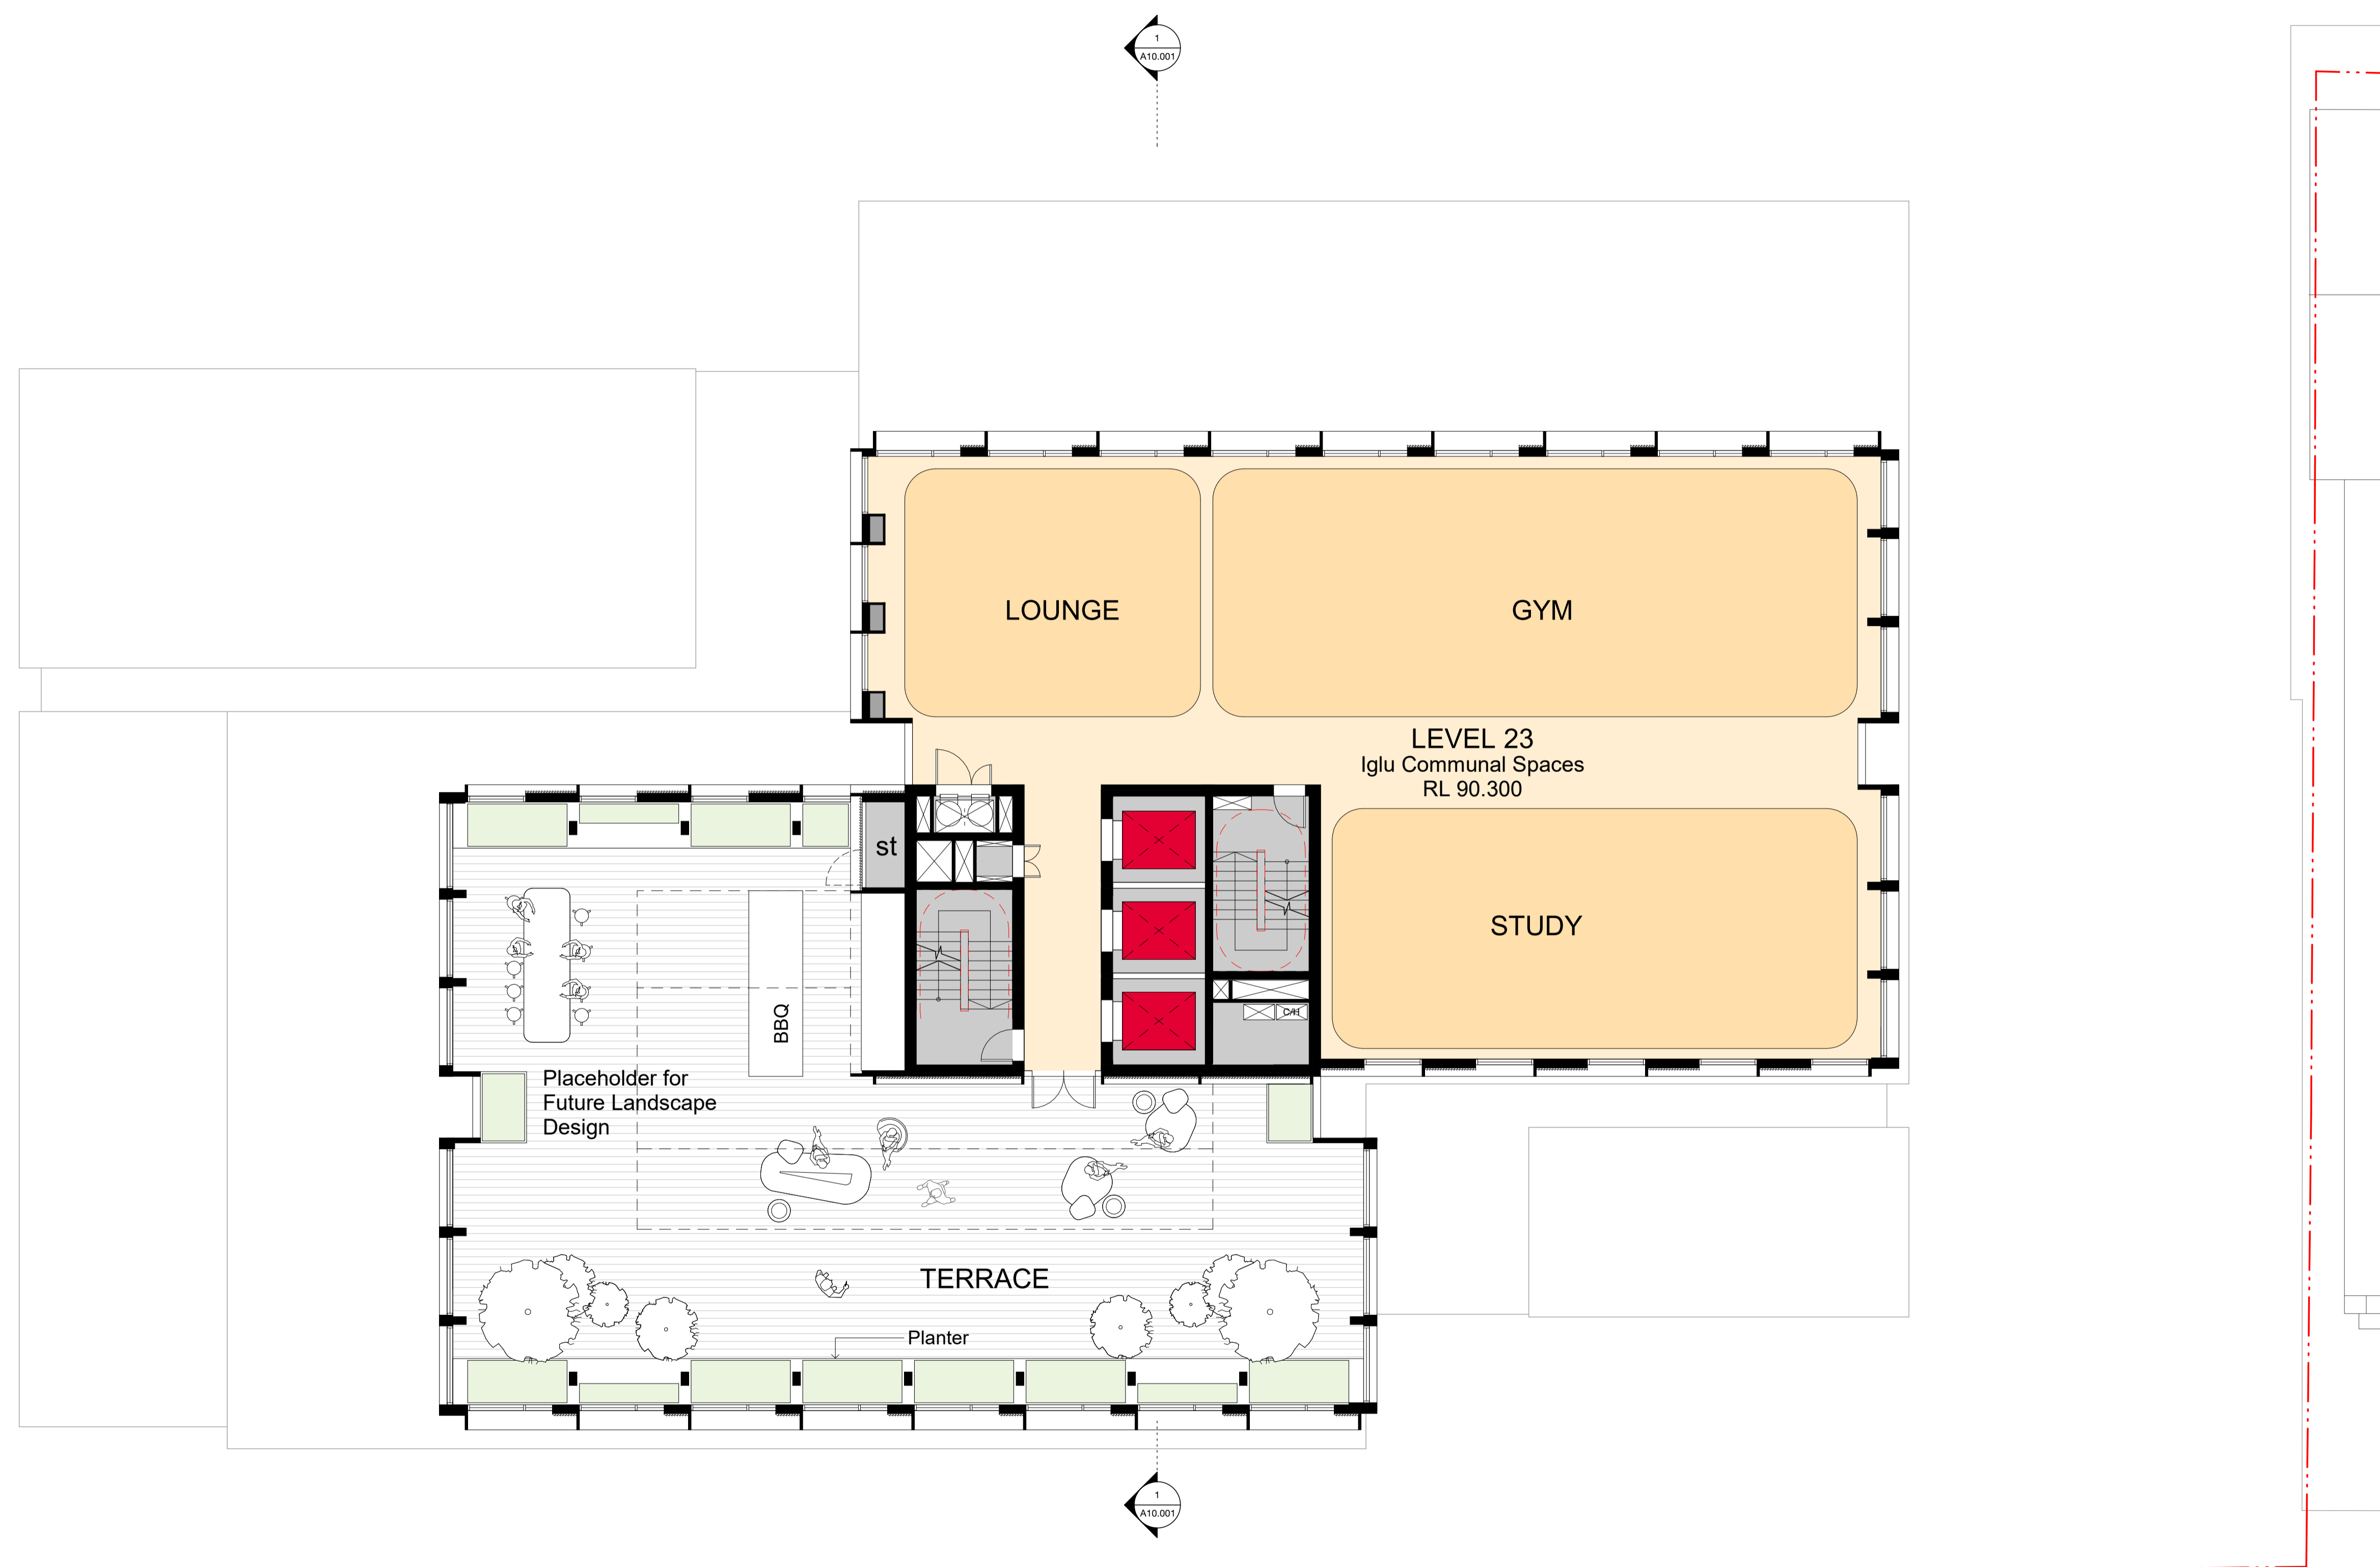 1
A10.001
LOUNGE
GYM
LEVEL 23
Iglu Communal Spaces
RL 90.300
st
STUDY
C/H
BBQ
Placeholder for
Future Landscape
Design
TERRACE
Planter
1
A10.001